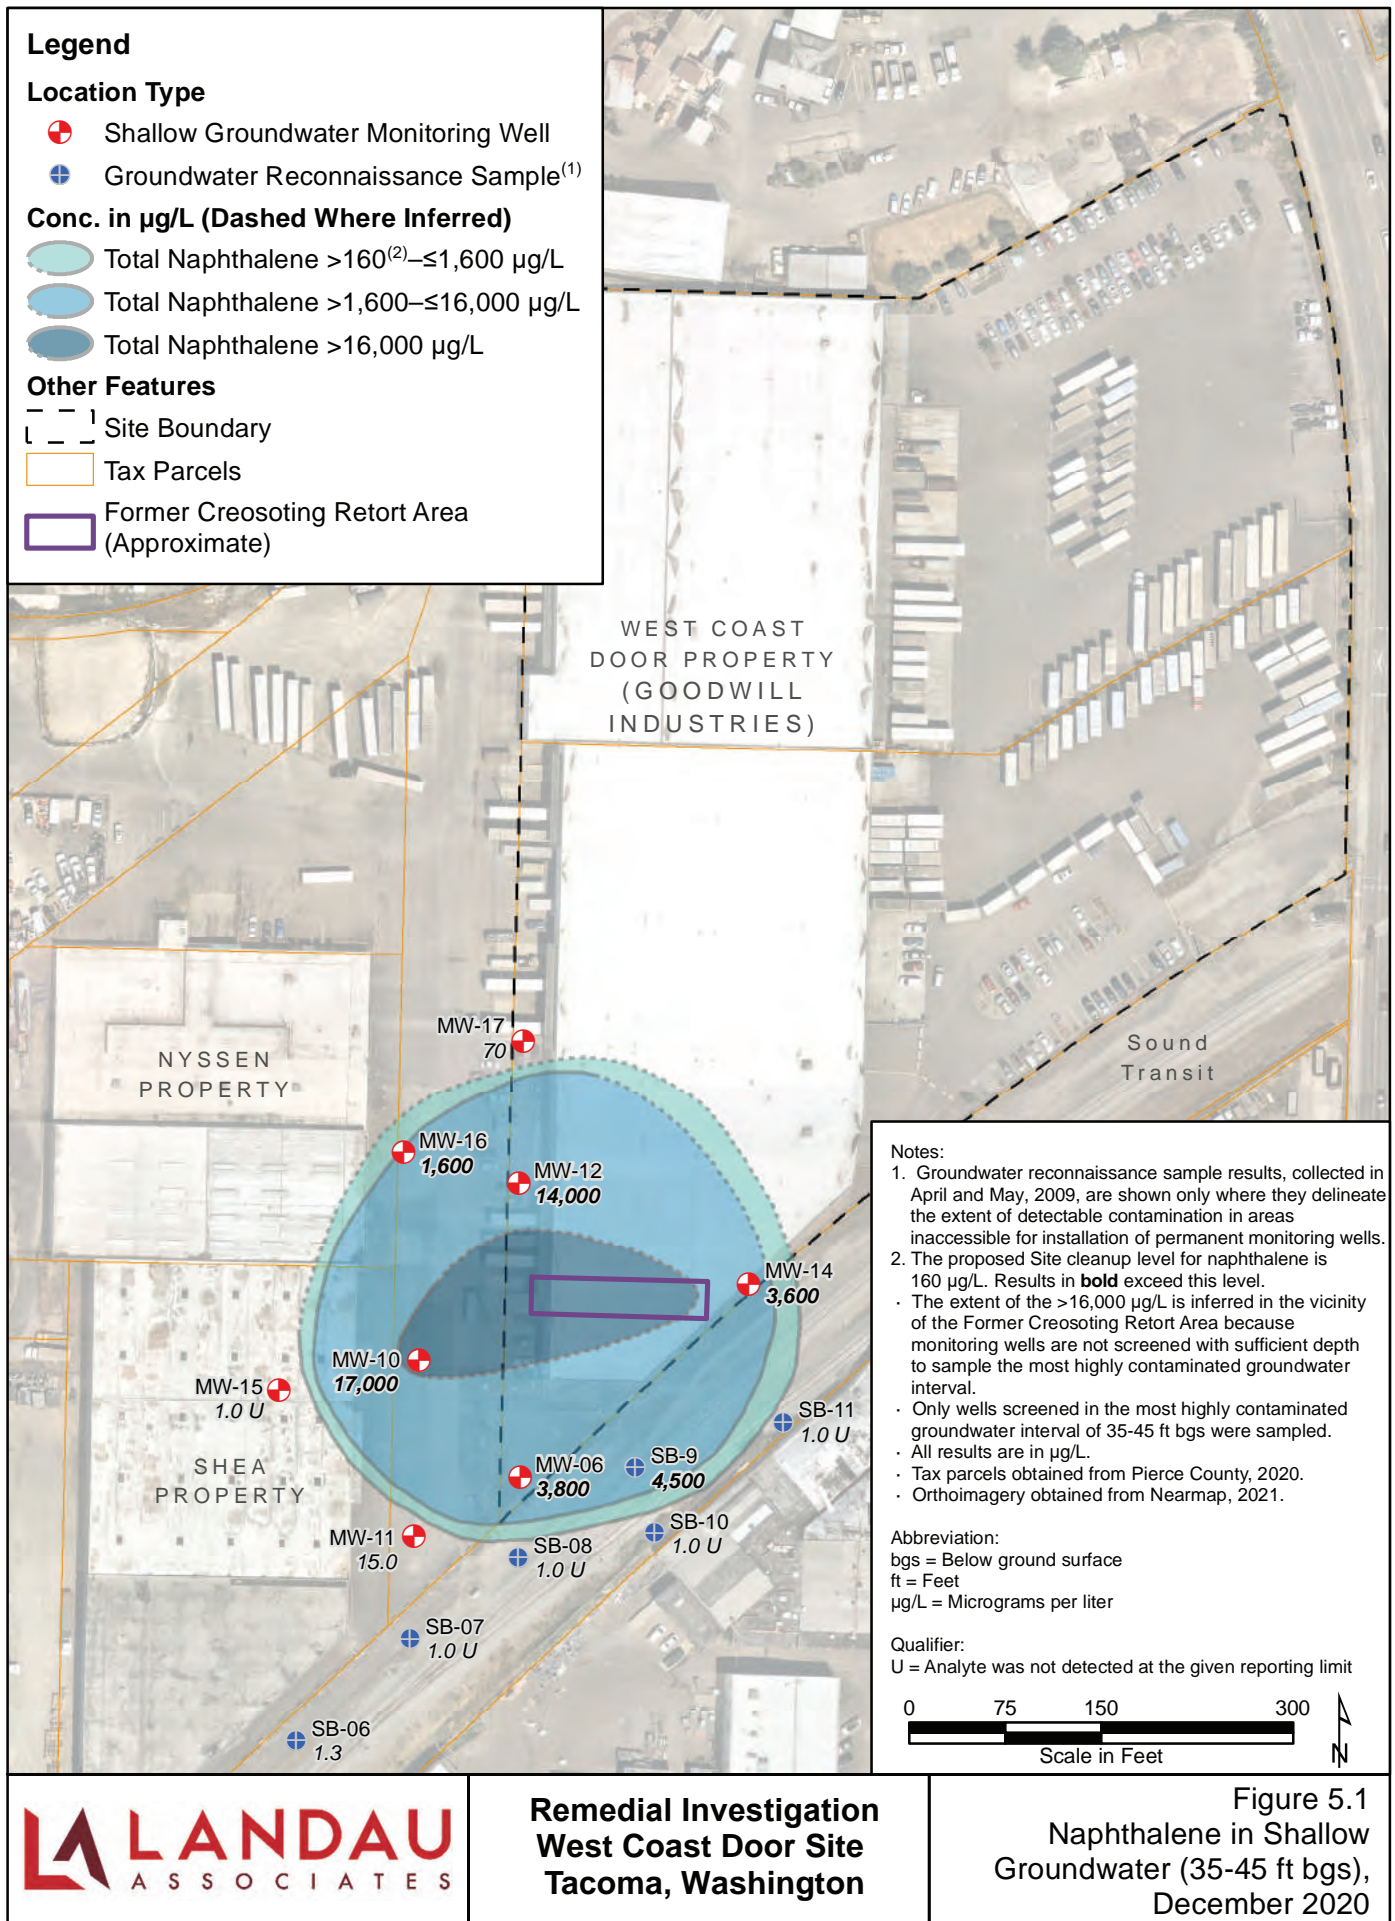 Legend
Location Type
Shallow Groundwater Monitoring Well
Groundwater Reconnaissance Sample(1)
Conc. in µg/L (Dashed Where Inferred)
Total Naphthalene >160(2)–≤1,600 µg/L
Total Naphthalene >1,600–≤16,000 µg/L
Total Naphthalene >16,000 µg/L
Other Features
Site Boundary
Tax Parcels
Former Creosoting Retort Area
(Approximate)
WEST COAST
DOOR PROPERTY
(GOODWILL
INDUSTRIES)
NYSSEN
PROPERTY
Sound
Transit
SHEA
PROPERTY
MW-17
70
MW-16
1,600
MW-12
14,000
MW-14
3,600
MW-10
17,000
MW-15
1.0 U
SB-11
1.0 U
MW-06
3,800
SB-9
4,500
MW-11
15.0
SB-08
1.0 U
SB-10
1.0 U
SB-07
1.0 U
SB-06
1.3
Notes:
1. Groundwater reconnaissance sample results, collected in
April and May, 2009, are shown only where they delineate
the extent of detectable contamination in areas
inaccessible for installation of permanent monitoring wells.
2. The proposed Site cleanup level for naphthalene is
160 µg/L. Results in bold exceed this level.
· The extent of the >16,000 µg/L is inferred in the vicinity
of the Former Creosoting Retort Area because
monitoring wells are not screened with sufficient depth
to sample the most highly contaminated groundwater
interval.
· Only wells screened in the most highly contaminated
groundwater interval of 35-45 ft bgs were sampled.
· All results are in µg/L.
· Tax parcels obtained from Pierce County, 2020.
· Orthoimagery obtained from Nearmap, 2021.
Abbreviation:
bgs = Below ground surface
ft = Feet
µg/L = Micrograms per liter
Qualifier:
U = Analyte was not detected at the given reporting limit
0 75 150 300
Scale in Feet
N
LANDAU
ASSOCIATES
Remedial Investigation
West Coast Door Site
Tacoma, Washington
Figure 5.1
Naphthalene in Shallow
Groundwater (35-45 ft bgs),
December 2020